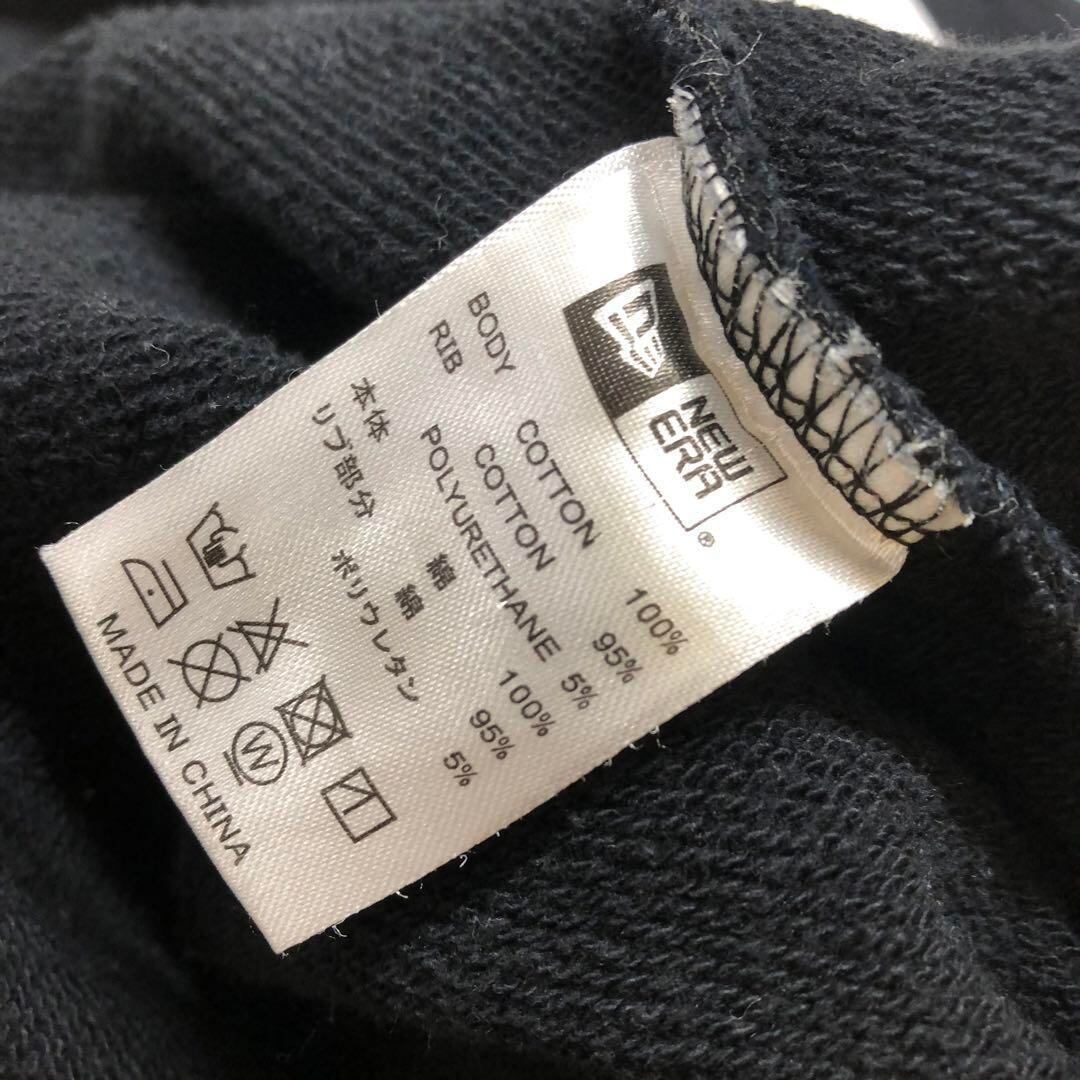 NEW
ERA
®
BODY COTTON 100%
RIB COTTON 95%
POLYURETHANE 5%
本体 綿 100%
リブ部分 綿 95%
ポリウレタン 5%
W
MADE IN CHINA